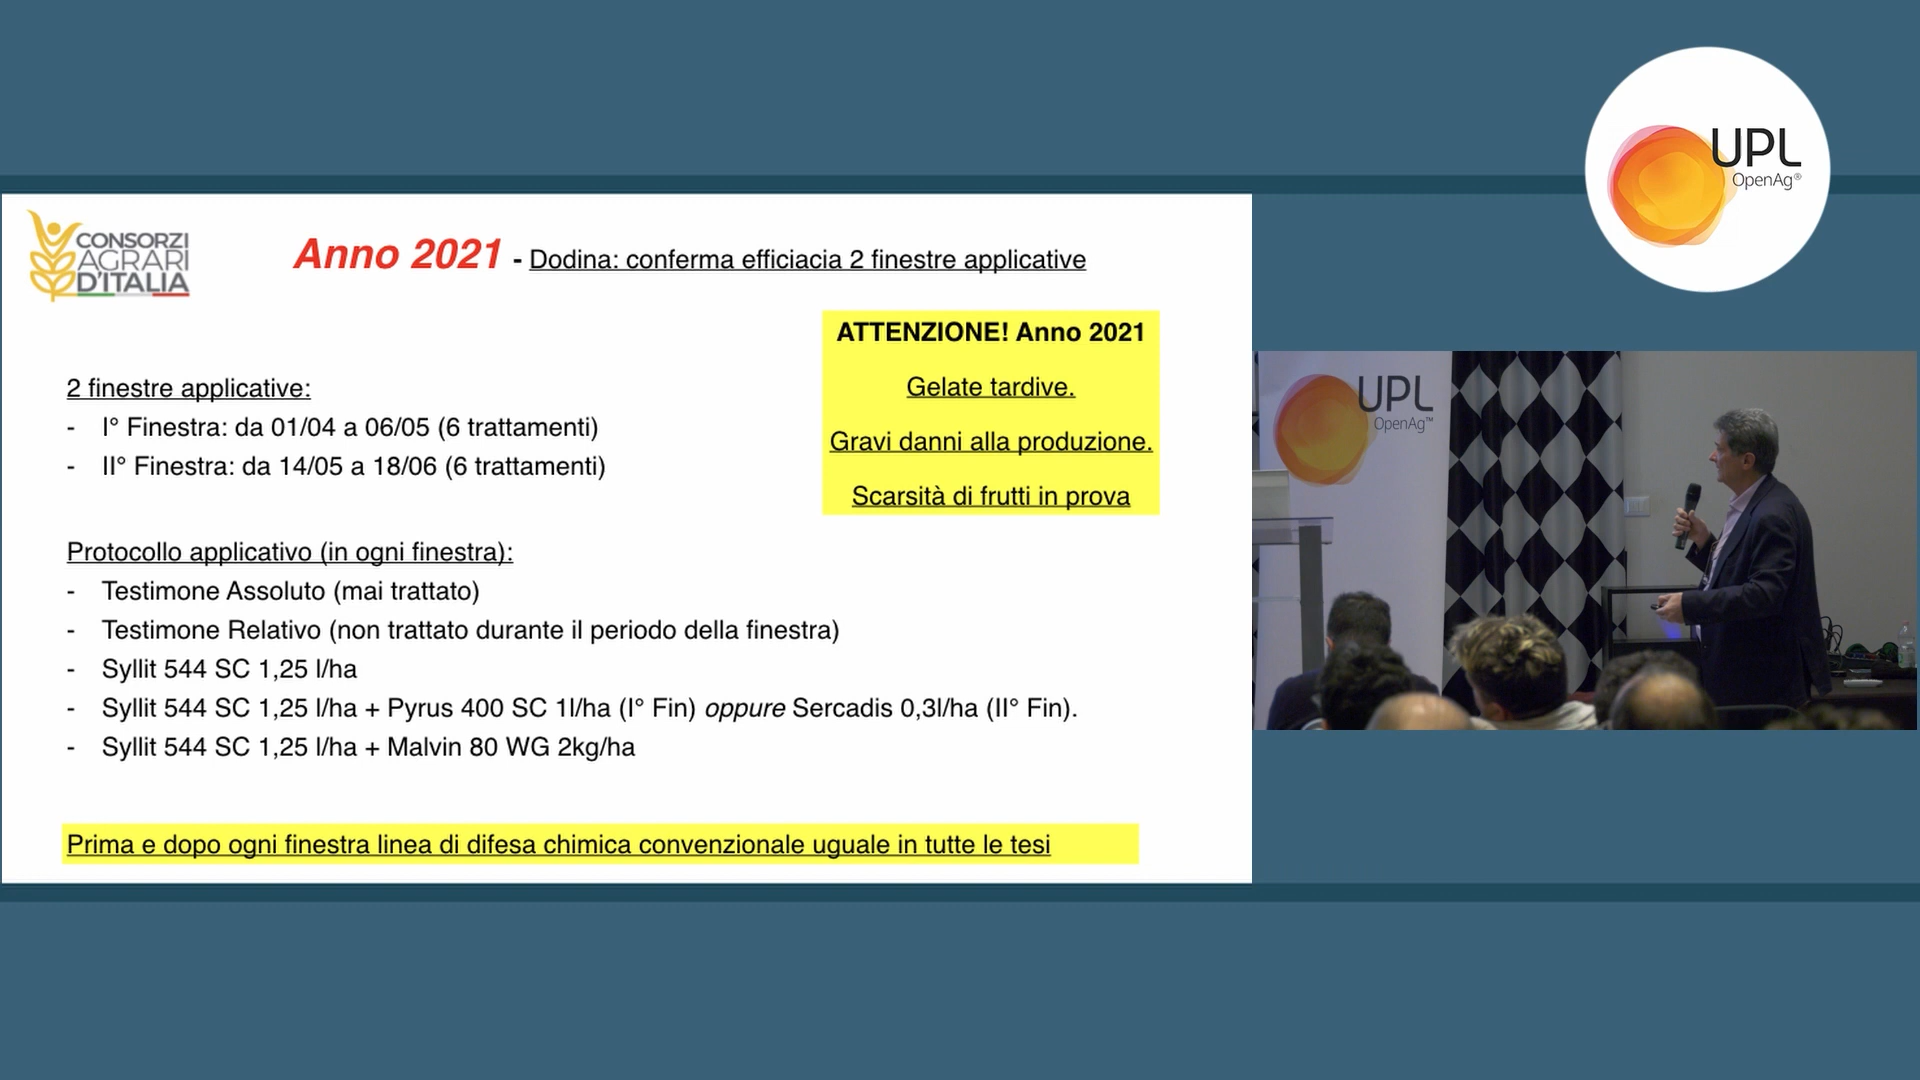 UPL
OpenAg®
CONSORZI
AGRARI
D'ITALIA
Anno 2021 - Dodina: conferma efficiacia 2 finestre applicative
ATTENZIONE! Anno 2021
Gelate tardive.
Gravi danni alla produzione.
Scarsità di frutti in prova
2 finestre applicative:
- I° Finestra: da 01/04 a 06/05 (6 trattamenti)
- II° Finestra: da 14/05 a 18/06 (6 trattamenti)
Protocollo applicativo (in ogni finestra):
- Testimone Assoluto (mai trattato)
- Testimone Relativo (non trattato durante il periodo della finestra)
- Syllit 544 SC 1,25 l/ha
- Syllit 544 SC 1,25 l/ha + Pyrus 400 SC 1l/ha (I° Fin) oppure Sercadis 0,3l/ha (II° Fin).
- Syllit 544 SC 1,25 l/ha + Malvin 80 WG 2kg/ha
Prima e dopo ogni finestra linea di difesa chimica convenzionale uguale in tutte le tesi
UPL
OpenAg™